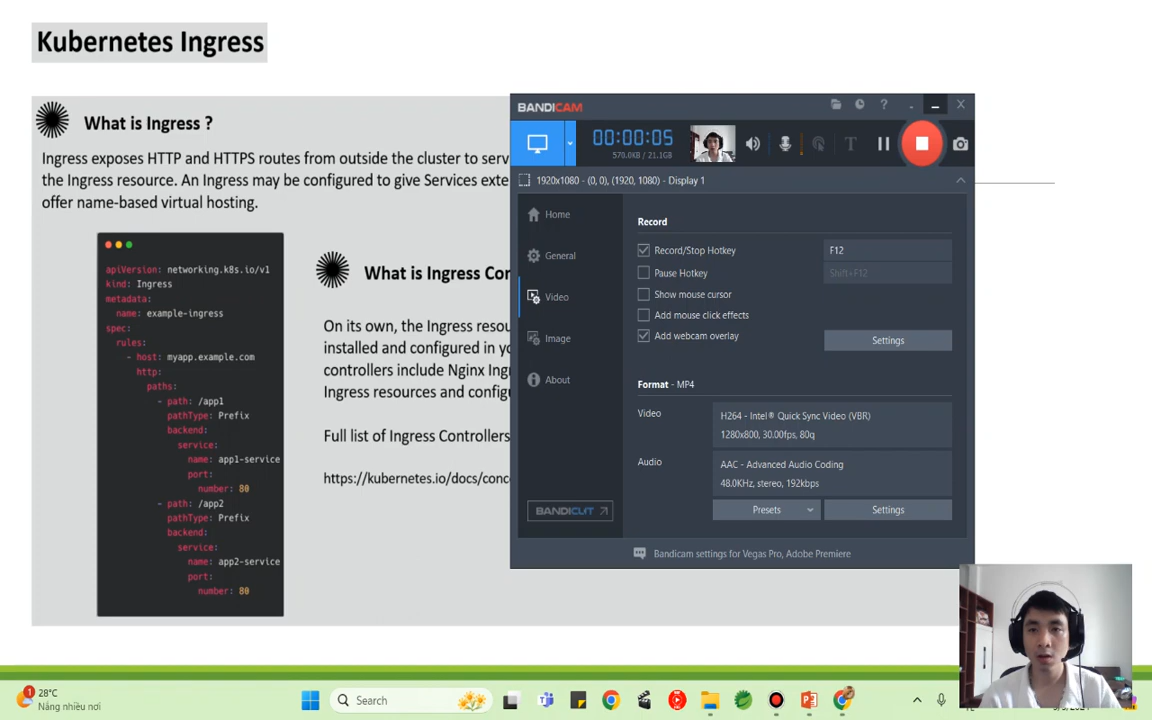 Kubernetes Ingress
What is Ingress ?
Ingress exposes HTTP and HTTPS routes from outside the cluster to serv
the Ingress resource. An Ingress may be configured to give Services exte
offer name-based virtual hosting.
apiVersion: networking.k8s.io/v1
kind: Ingress
metadata:
name: example-ingress
spec:
rules:
- host: myapp.example.com
http:
paths:
- path: /app1
pathType: Prefix
backend:
service:
name: app1-service
port:
number: 80
- path: /app2
pathType: Prefix
backend:
service:
name: app2-service
port:
number: 80
What is Ingress Con
On its own, the Ingress resou
installed and configured in yo
controllers include Nginx Ingr
Ingress resources and config
Full list of Ingress Controllers
https://kubernetes.io/docs/conc
BANDICAM
00:00:05
570.0KB / 21.1GB
1920x1080 - (0, 0), (1920, 1080) - Display 1
Home
General
Video
Image
About
BANDICUT
Record
Record/Stop Hotkey
F12
Pause Hotkey
Shift+F12
Show mouse cursor
Add mouse click effects
Add webcam overlay
Settings
Format - MP4
Video
H264 - Intel® Quick Sync Video (VBR)
1280x800, 30.00fps, 80q
Audio
AAC - Advanced Audio Coding
48.0KHz, stereo, 192kbps
Presets
Settings
Bandicam settings for Vegas Pro, Adobe Premiere
1
28°C
Nắng nhiều nơi
Search